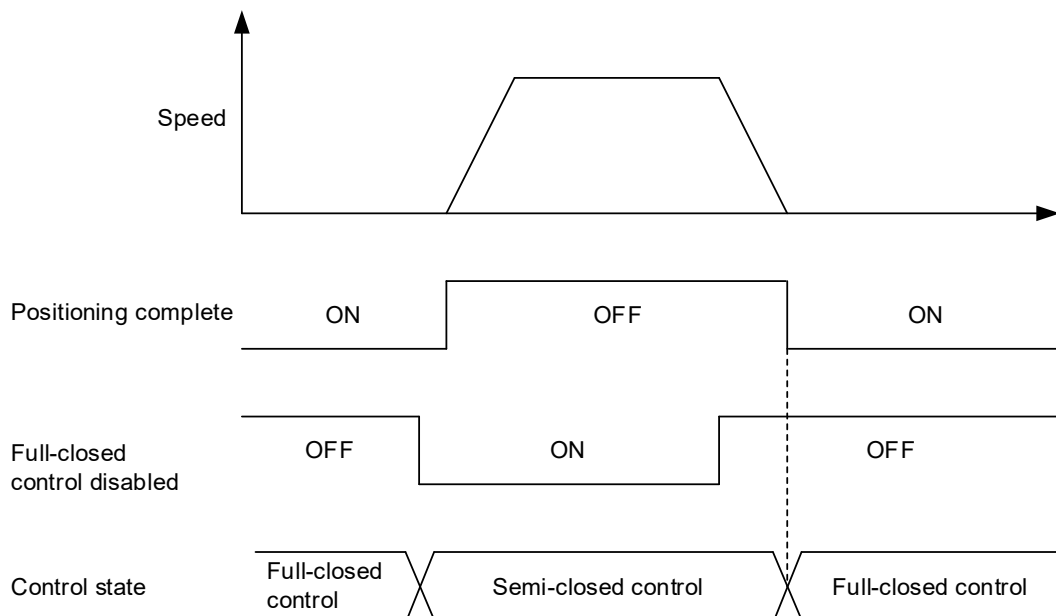 Speed
Positioning complete
ON
OFF
ON
Full-closed
control disabled
OFF
ON
OFF
Control state
Full-closed
control
Semi-closed control
Full-closed control